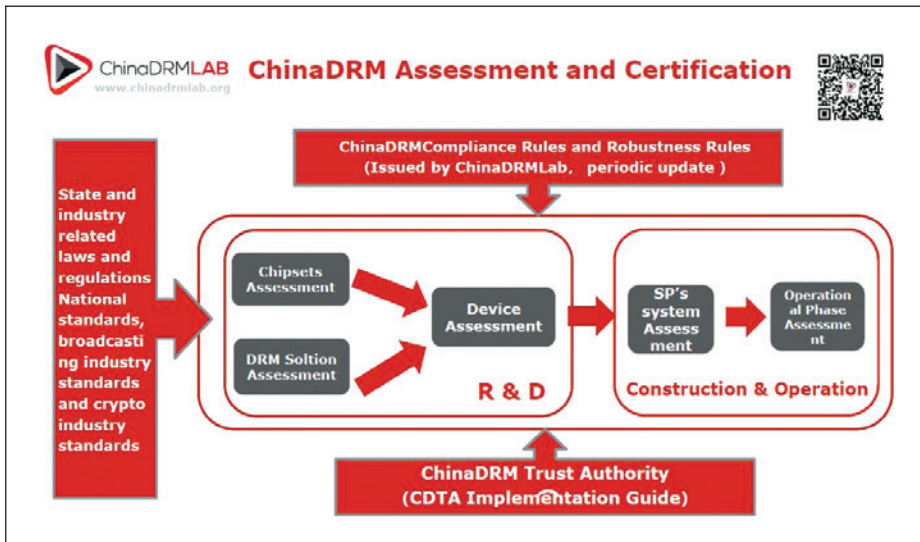 ChinaDRMLAB
www.chinadrmlab.org
ChinaDRM Assessment and Certification
ChinaDRMCompliance Rules and Robustness Rules
(Issued by ChinaDRMLab, periodic update )
State and
industry
related
laws and
regulations
National
standards,
broadcasti
ng industry
standards
and crypto
industry
standards
Chipsets
Assessment
DRM Soltion
Assessment
Device
Assessment
R & D
SP's
system
Assess
ment
Operation
al Phase
Assessme
nt
Construction & Operation
ChinaDRM Trust Authority
(CDTA Implementation Guide)